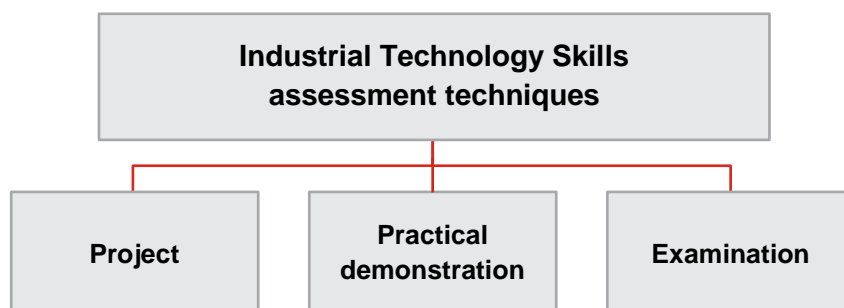 Industrial Technology Skills
assessment techniques
Project
Practical
demonstration
Examination